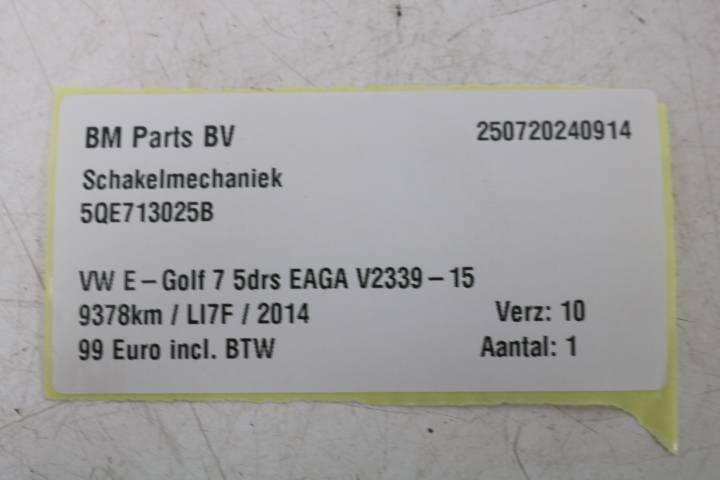 BM Parts BV 250720240914
Schakelmechaniek
5QE713025B
VW E-Golf 7 5drs EAGA V2339-15
9378km / LI7F / 2014 Verz: 10
99 Euro incl. BTW Aantal: 1